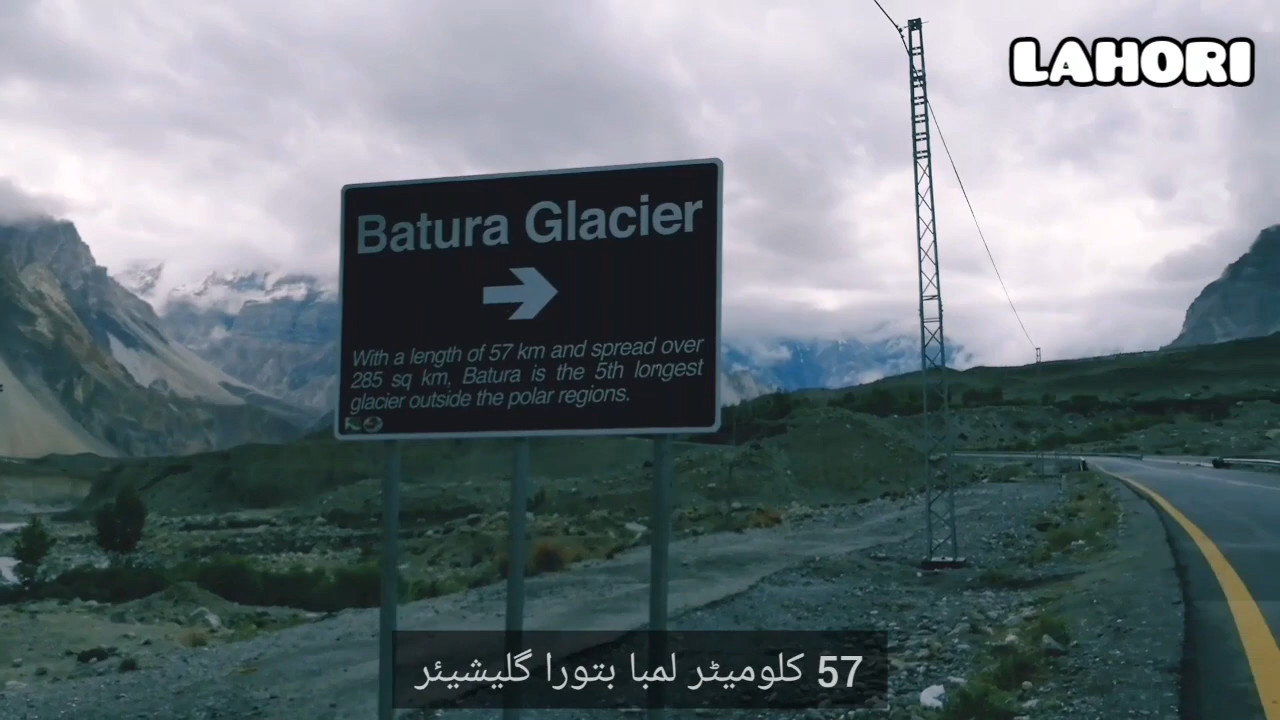 LAHORI
Batura Glacier
With a length of 57 km and spread over
285 sq km, Batura is the 5th longest
glacier outside the polar regions.
57 کلومیٹر لمبا بتورا گلیشیئر